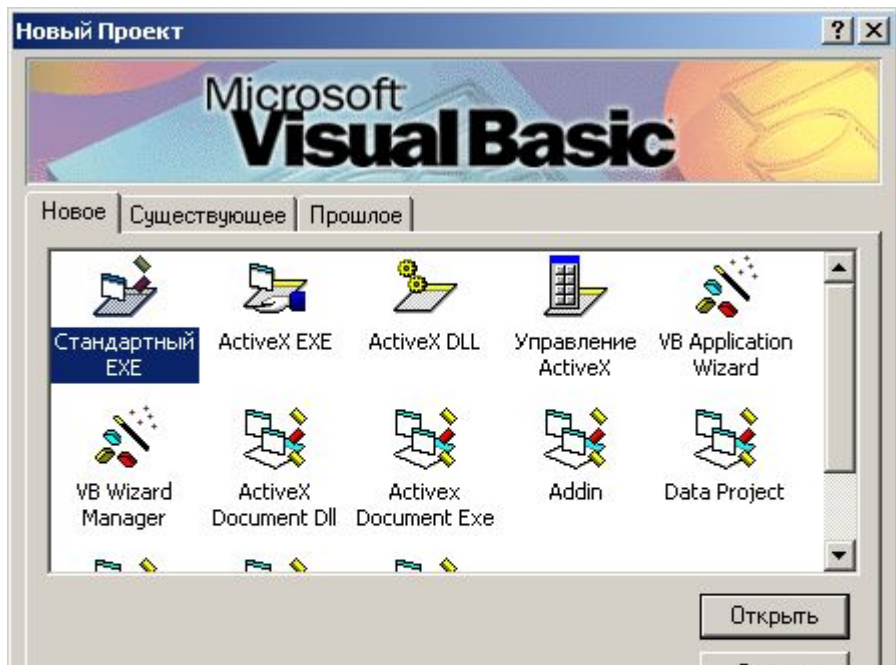 Новый Проект
Microsoft
Visual Basic
Новое Существующее Прошлое
Стандартный EXE
ActiveX EXE
ActiveX DLL
Управление ActiveX
VB Application Wizard
VB Wizard Manager
ActiveX Document Dll
Activex Document Exe
Addin
Data Project
Открыть